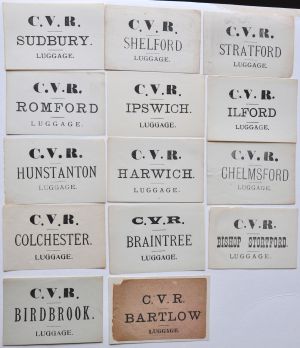 C.V.R.
SUDBURY.
LUGGAGE.
C.V.R.
SHELFORD
LUGGAGE.
C.V.R.
STRATFORD
LUGGAGE.
C.V.R.
ROMFORD
LUGGAGE.
C.V.R.
IPSWICH.
LUGGAGE.
C.V.R.
ILFORD
LUGGAGE.
C.V.R.
HUNSTANTON
LUGGAGE.
C.V.R.
HARWICH.
LUGGAGE.
C.V.R.
CHELMSFORD
LUGGAGE.
C.V.R.
COLCHESTER.
LUGGAGE.
C.V.R.
BRAINTREE
LUGGAGE.
C.V.R.
BISHOP STORTFORD.
LUGGAGE.
C.V.R.
BIRDBROOK.
LUGGAGE.
C.V.R.
BARTLOW
LUGGAGE.